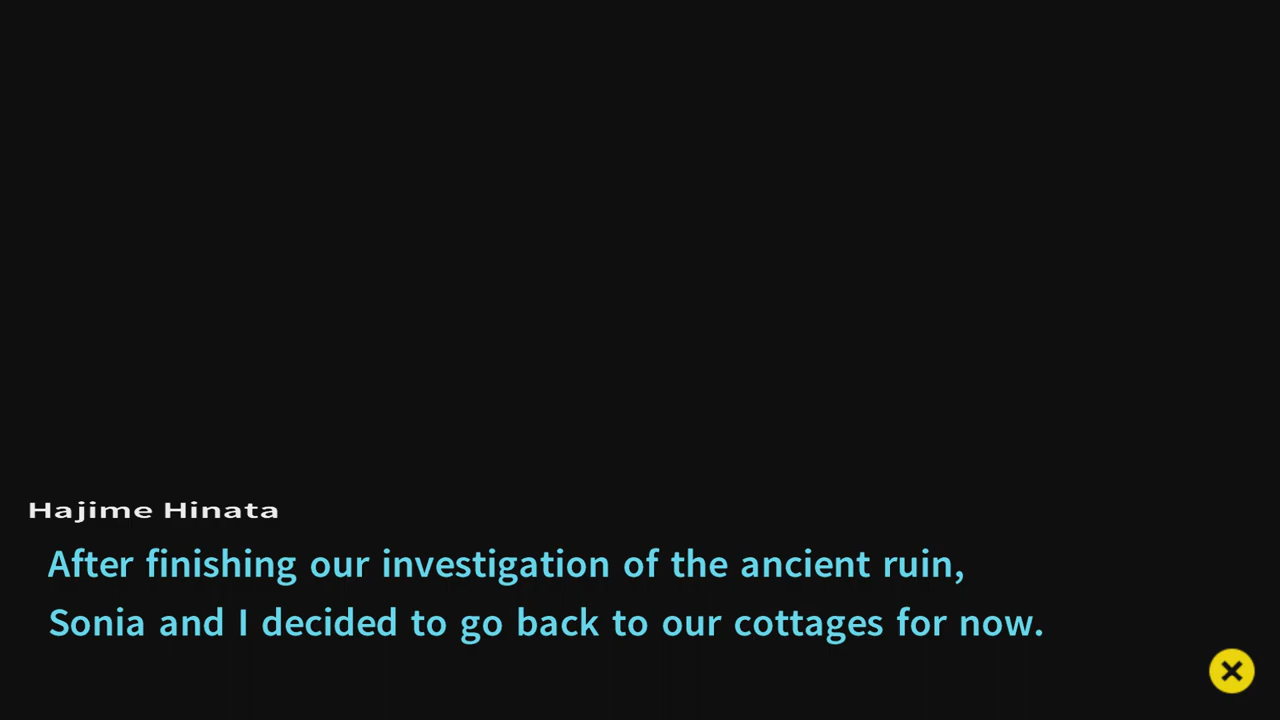 Hajime Hinata
After finishing our investigation of the ancient ruin,
Sonia and I decided to go back to our cottages for now.